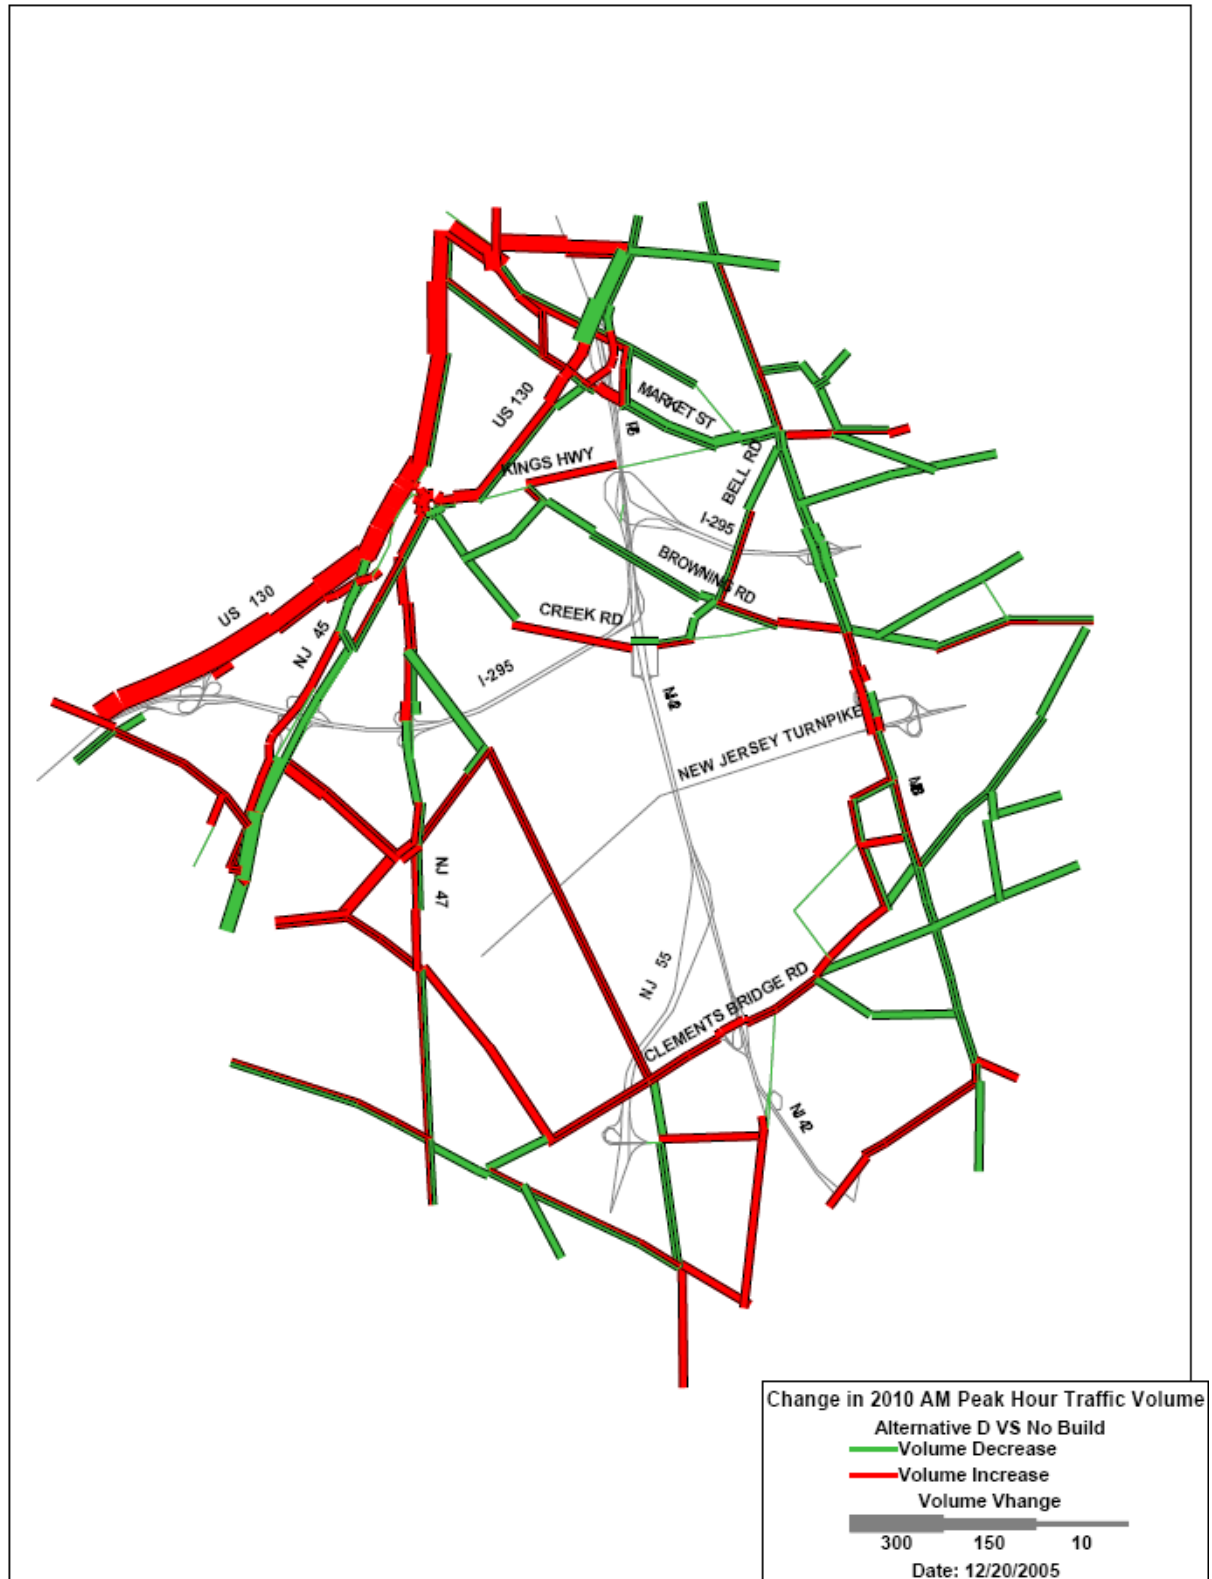 MARKET ST
US 130
KINGS HWY
BELL RD
I-295
BROWNING RD
CREEK RD
US 130
NJ 45
I-295
NEW JERSEY TURNPIKE
NJ 47
NJ 55
CLEMENTS BRIDGE RD
NJ 42
Change in 2010 AM Peak Hour Traffic Volume
Alternative D VS No Build
Volume Decrease
Volume Increase
Volume Vhange
300 150 10
Date: 12/20/2005